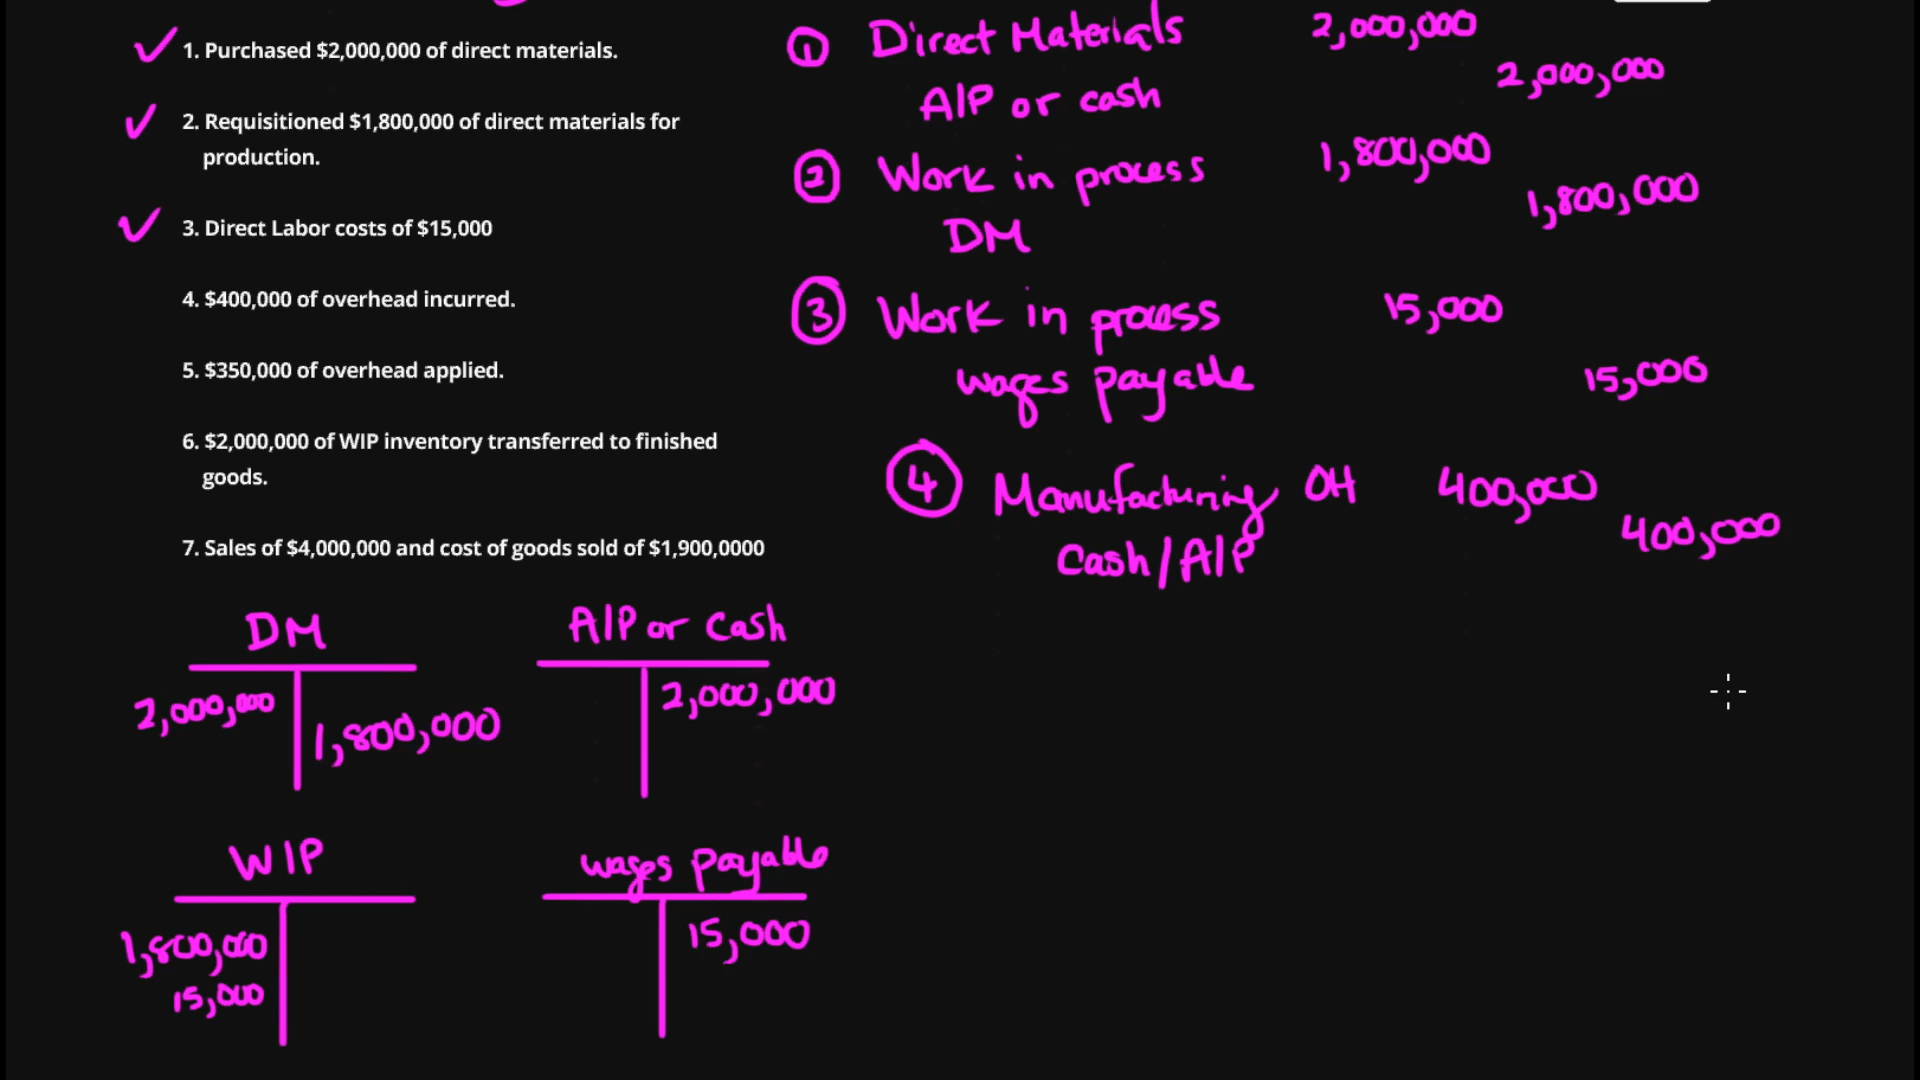 1. Purchased $2,000,000 of direct materials.
2. Requisitioned $1,800,000 of direct materials for
production.
3. Direct Labor costs of $15,000
4. $400,000 of overhead incurred.
5. $350,000 of overhead applied.
6. $2,000,000 of WIP inventory transferred to finished
goods.
7. Sales of $4,000,000 and cost of goods sold of $1,900,0000
① Direct Materials 2,000,000
A/P or cash 2,000,000
② Work in process 1,800,000
DM 1,800,000
③ Work in process 15,000
wages payable 15,000
④ Manufacturing OH 400,000
Cash/A/P 400,000
DM
2,000,000 1,800,000
A/P or Cash
2,000,000
WIP
1,800,000
15,000
wages payable
15,000